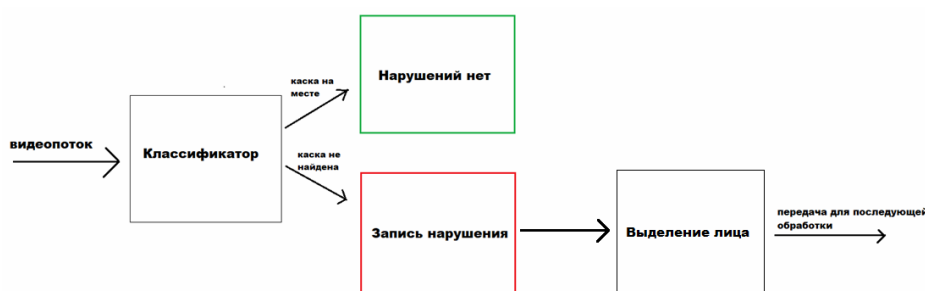 видеопоток
Классификатор
каска на
месте
Нарушений нет
каска не
найдена
Запись нарушения
Выделение лица
передача для последующей
обработки